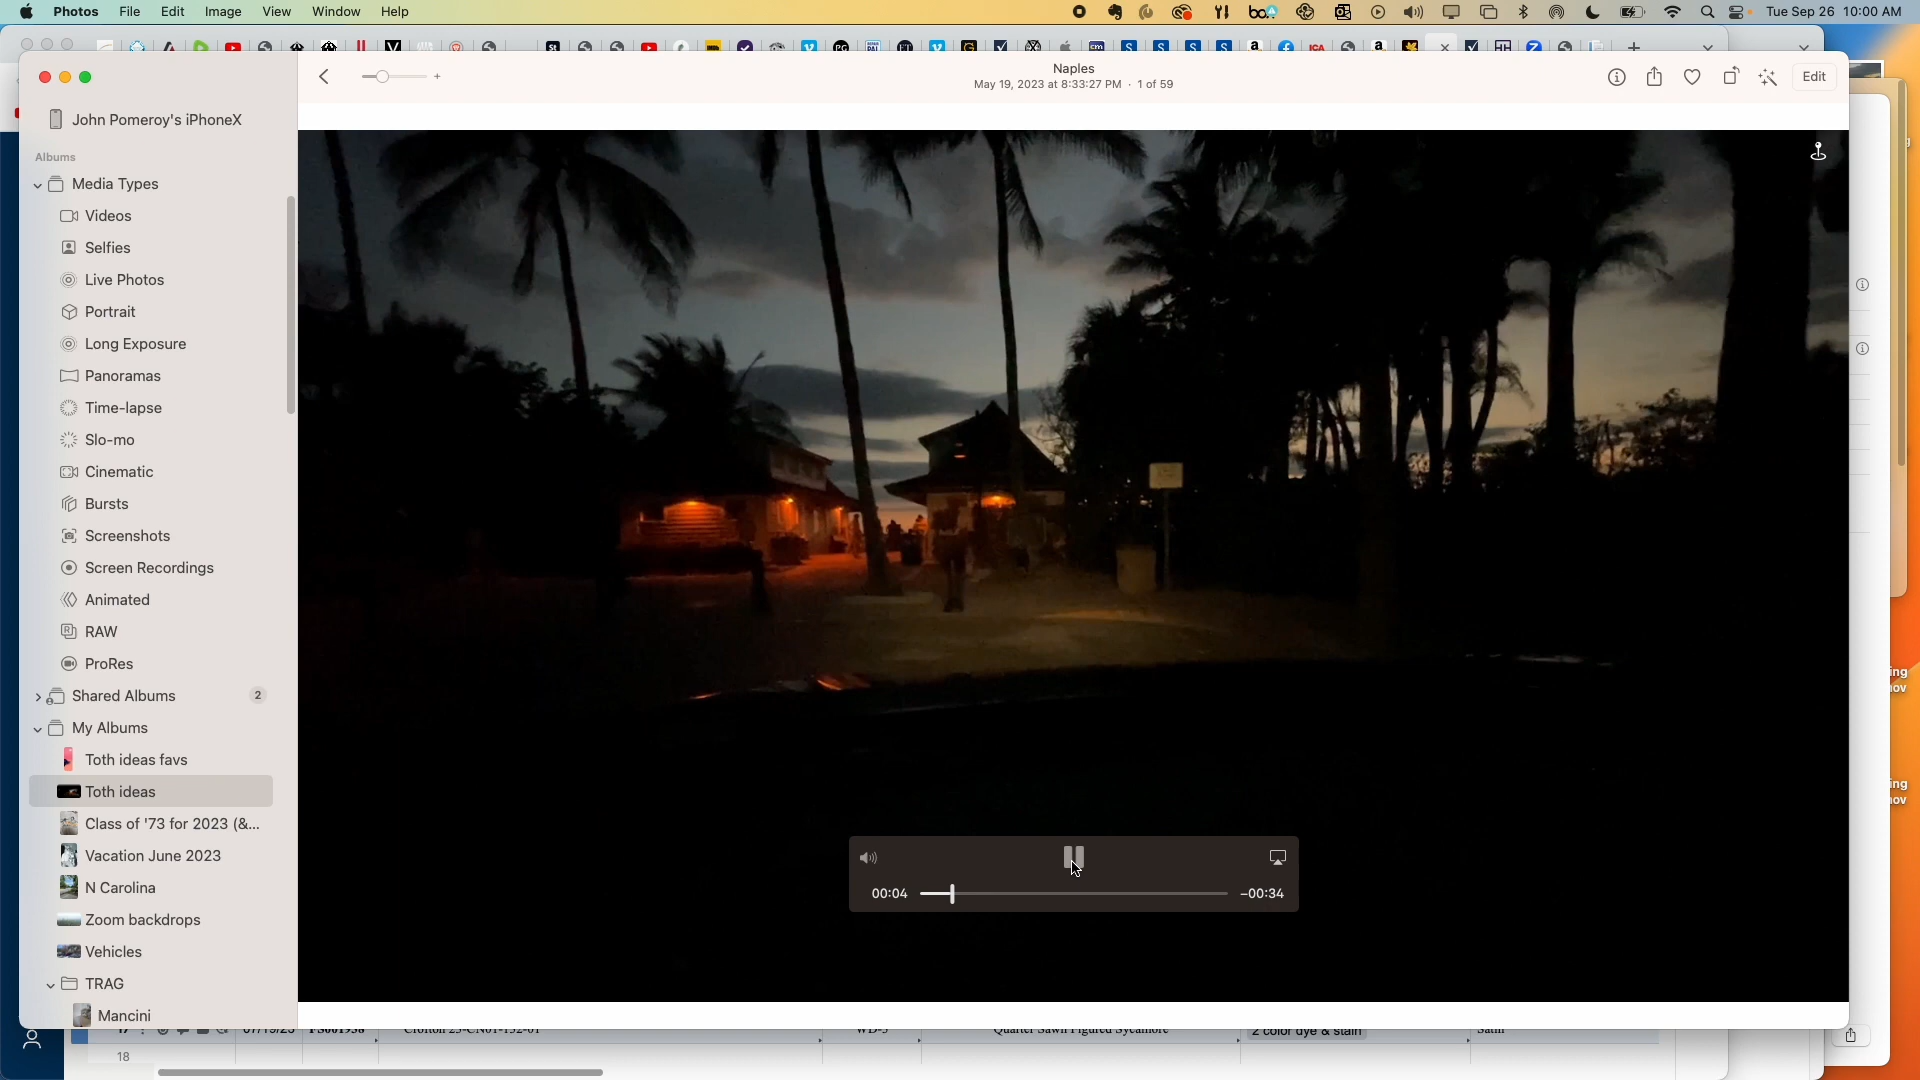 Photos File Edit Image View Window Help
Tue Sep 26 10:00 AM
Naples
May 19, 2023 at 8:33:27 PM · 1 of 59
Edit
John Pomeroy's iPhoneX
Albums
Media Types
Videos
Selfies
Live Photos
Portrait
Long Exposure
Panoramas
Time-lapse
Slo-mo
Cinematic
Bursts
Screenshots
Screen Recordings
Animated
RAW
ProRes
Shared Albums 2
My Albums
Toth ideas favs
Toth ideas
Class of '73 for 2023 (&...
Vacation June 2023
N Carolina
Zoom backdrops
Vehicles
TRAG
Mancini
00:04 -00:34
ing
ing
Quarter Sawn Figured Sycamore 2 color dye & stain Satin
18